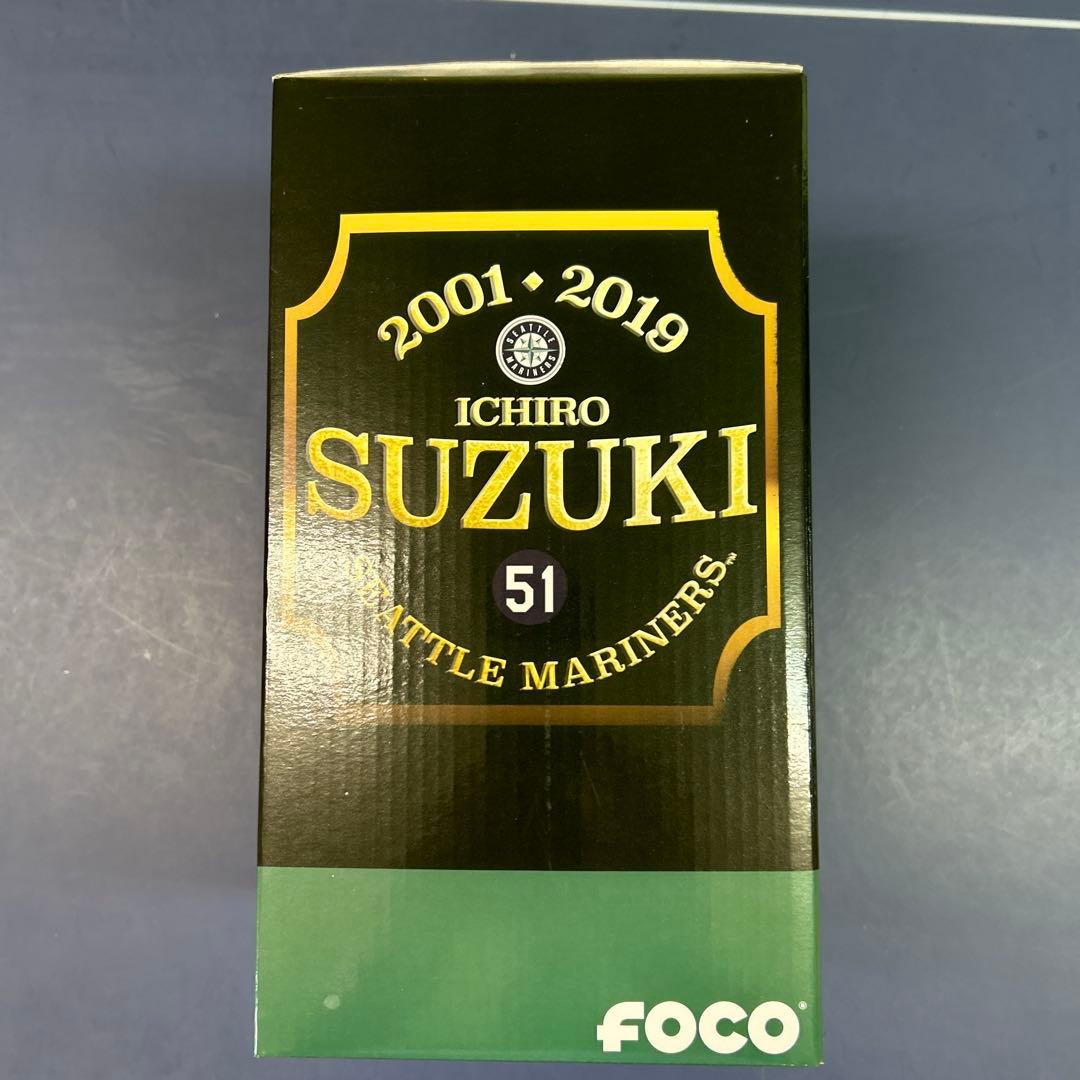 2001 ♦ 2019
SEATTLE
MARINERS
ICHIRO
SUZUKI
51
SEATTLE MARINERS™
FOCO®